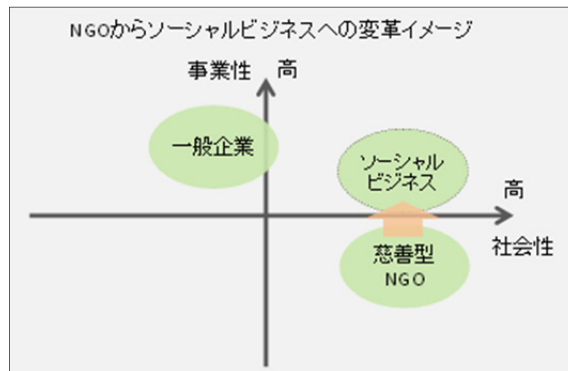 NGOからソーシャルビジネスへの変革イメージ
事業性
高
一般企業
ソーシャル
ビジネス
高
社会性
慈善型
NGO